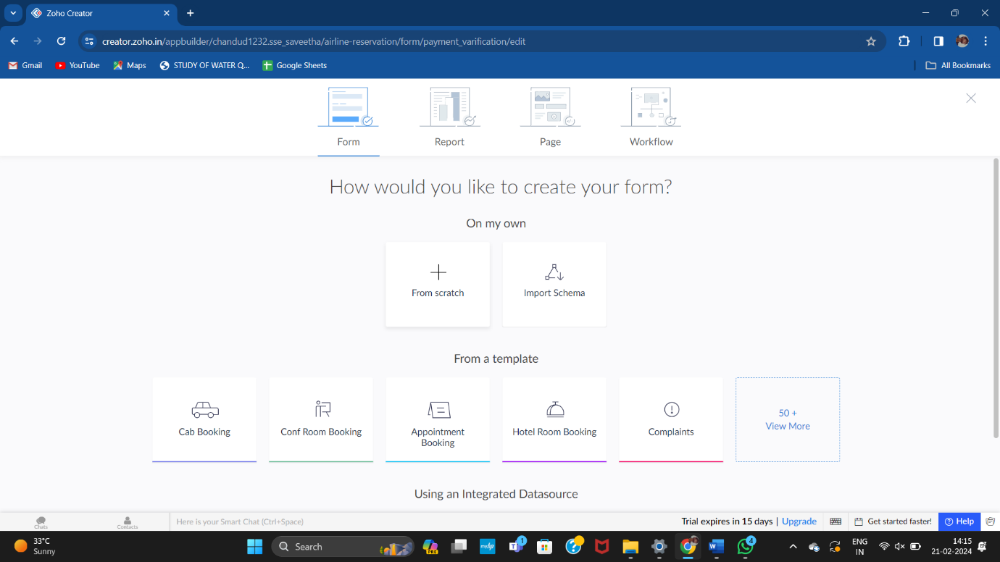 Zoho Creator
creator.zoho.in/appbuilder/chandud1232.sse_saveetha/airline-reservation/form/payment_varification/edit
Gmail
YouTube
Maps
STUDY OF WATER Q...
Google Sheets
All Bookmarks
Form
Report
Page
Workflow
How would you like to create your form?
On my own
From scratch
Import Schema
From a template
Cab Booking
Conf Room Booking
Appointment
Booking
Hotel Room Booking
Complaints
50 +
View More
Using an Integrated Datasource
Chats
Contacts
Here is your Smart Chat (Ctrl+Space)
Trial expires in 15 days | Upgrade
Get started faster!
Help
33°C
Sunny
Search
PRE
myhp
1
4
ENG
IN
14:15
21-02-2024